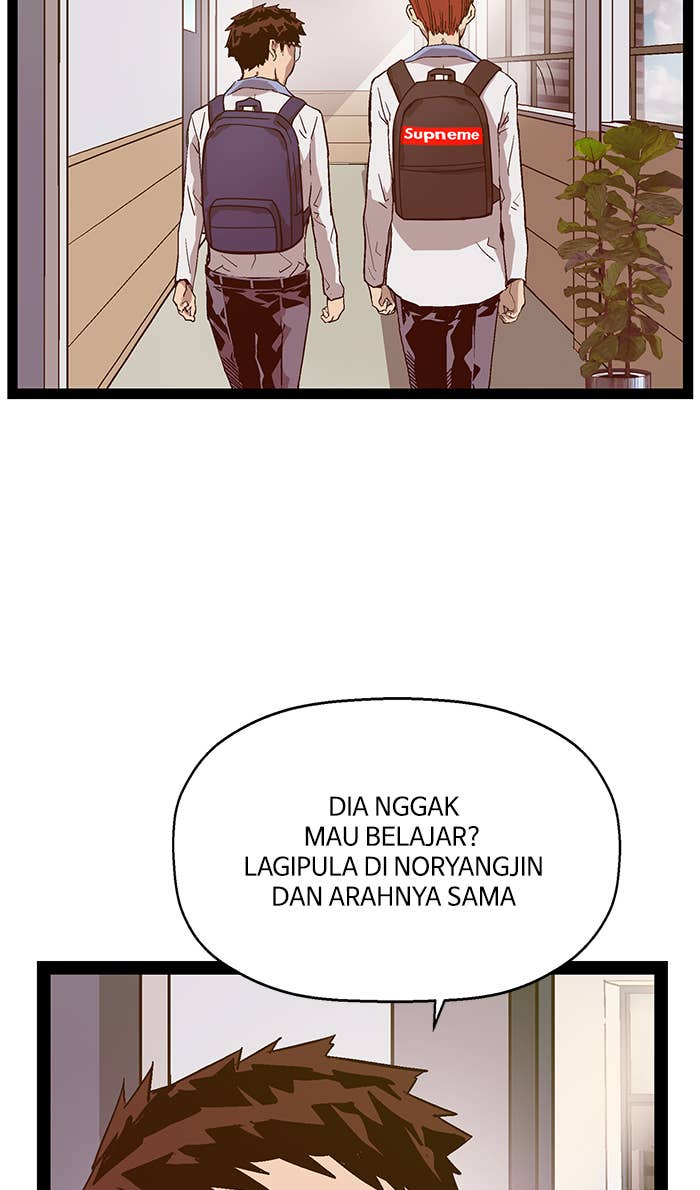 Supneme
DIA NGGAK
MAU BELAJAR?
LAGIPULA DI NORYANGJIN
DAN ARAHNYA SAMA